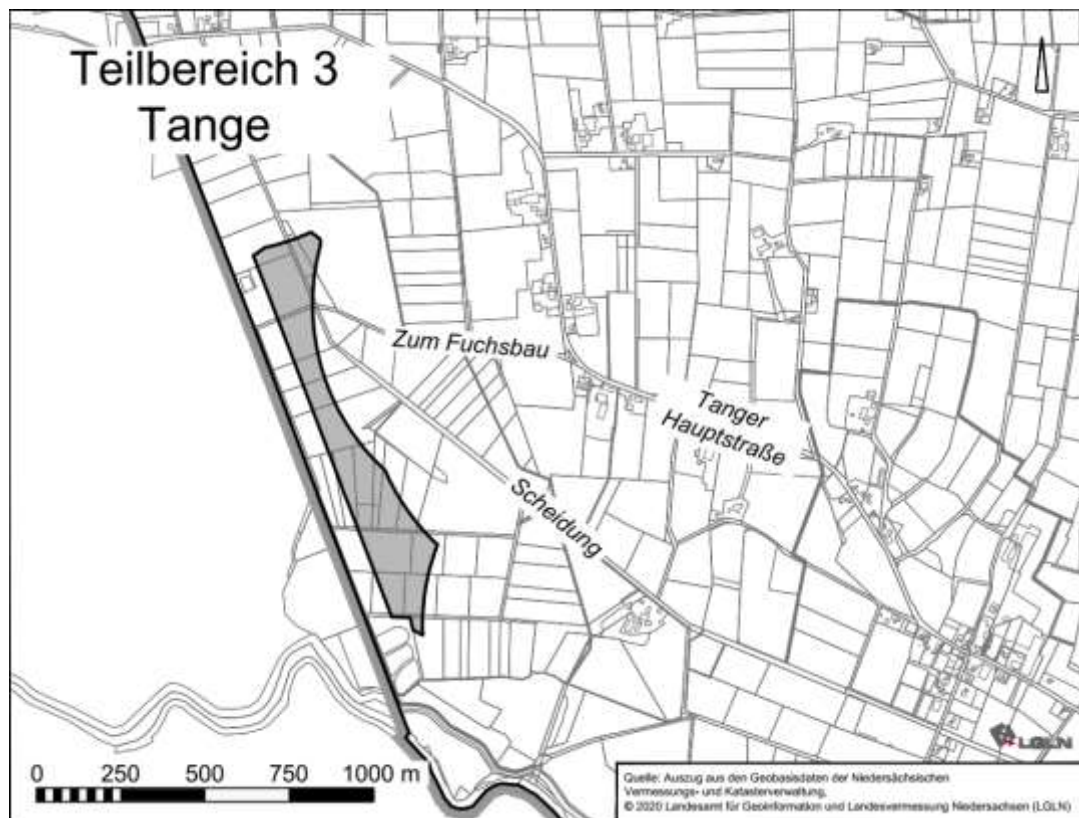 Teilbereich 3
Tange
Zum Fuchsbau
Tanger
Hauptstraße
Scheidung
LGLN
0 250 500 750 1000 m
Quelle: Auszug aus den Geobasisdaten der Niedersächsischen
Vermessungs- und Katasterverwaltung,
© 2020 Landesamt für Geoinformation und Landesvermessung Niedersachsen (LGLN)